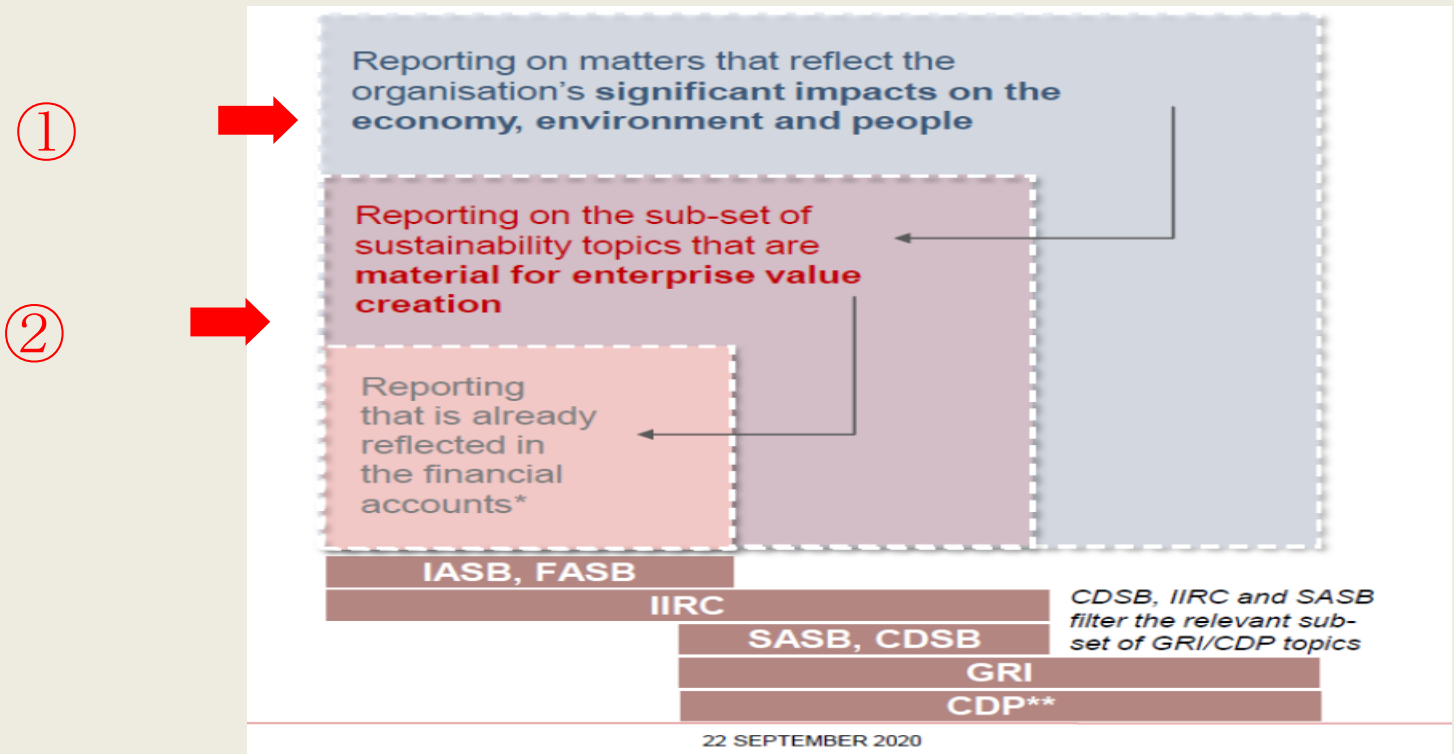 Reporting on matters that reflect the
organisation's significant impacts on the
economy, environment and people
①
Reporting on the sub-set of
sustainability topics that are
material for enterprise value
creation
②
Reporting
that is already
reflected in
the financial
accounts*
IASB, FASB
IIRC
CDSB, IIRC and SASB
filter the relevant sub-
set of GRI/CDP topics
SASB, CDSB
GRI
CDP**
22 SEPTEMBER 2020